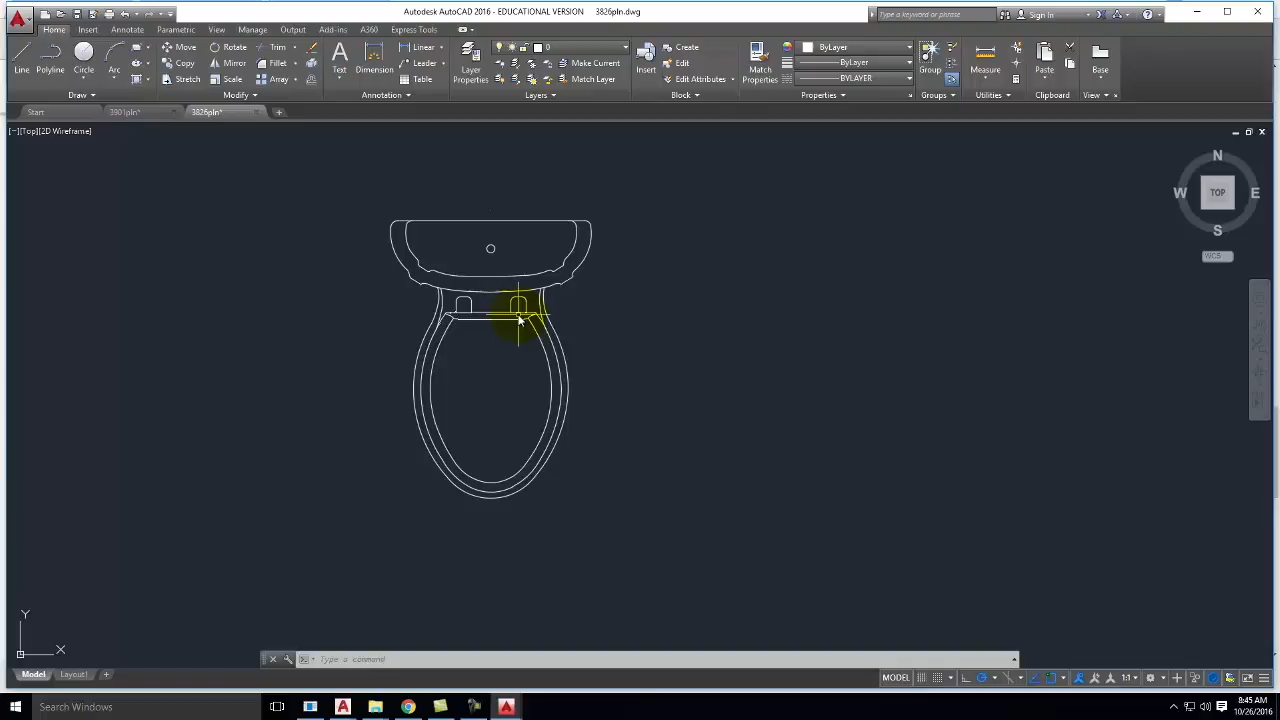 Autodesk AutoCAD 2016 - EDUCATIONAL VERSION 3826pln.dwg
Type a keyword or phrase
Sign In
Home Insert Annotate Parametric View Manage Output Add-ins A360 Express Tools
Line Polyline Circle Arc
Move Rotate Trim
Copy Mirror Fillet
Stretch Scale Array
Text Dimension
Linear
Leader
Table
Layer Properties
0
Make Current
Match Layer
Insert
Create
Edit
Edit Attributes
Match Properties
ByLayer
ByLayer
BYLAYER
Group Measure Paste Base
Draw Modify Annotation Layers Block Properties Groups Utilities Clipboard View
Start 3901pln* 3826pln*
[−][Top][2D Wireframe]
N
W TOP E
S
WCS
Y
X
Type a command
Model Layout1 +
MODEL 1:1
Search Windows
8:45 AM
10/26/2016